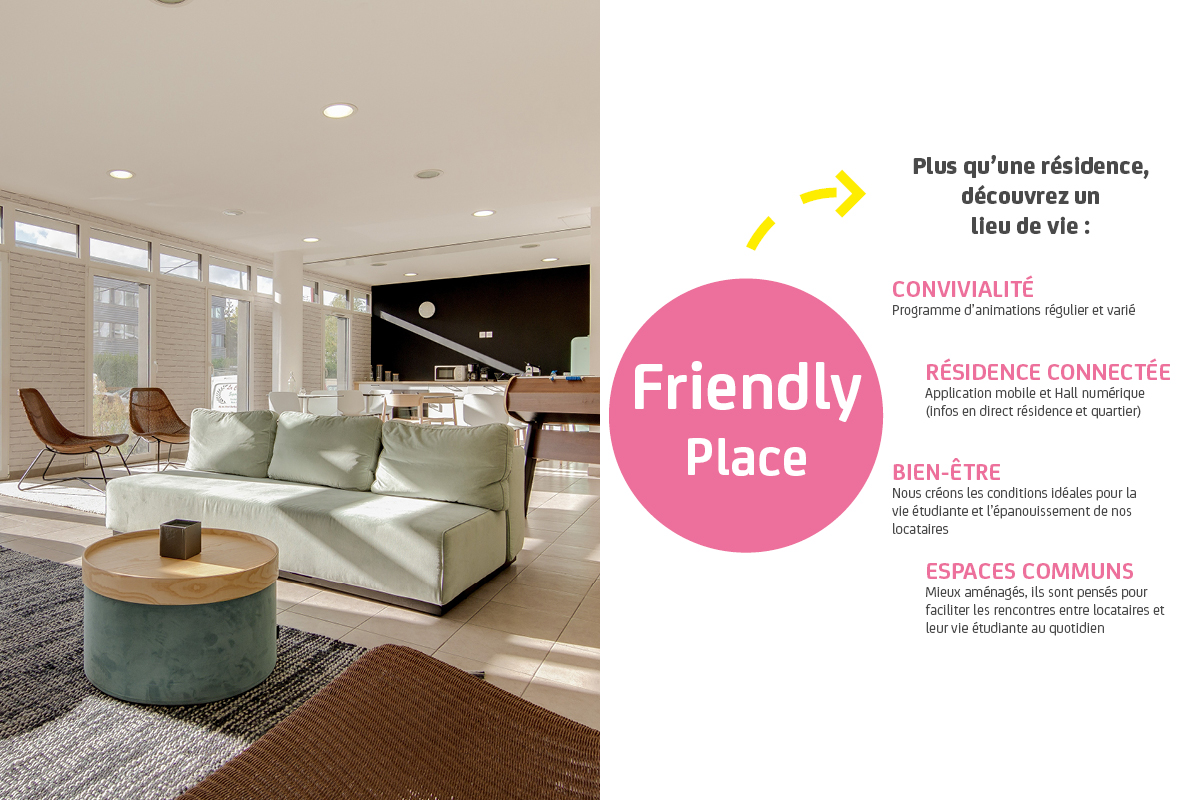 Plus qu’une résidence,
découvrez un
lieu de vie :
Friendly
Place
CONVIVIALITÉ
Programme d’animations régulier et varié
RÉSIDENCE CONNECTÉE
Application mobile et Hall numérique
(Infos en direct résidence et quartier)
BIEN-ÊTRE
Nous créons les conditions idéales pour la
vie étudiante et l’épanouissement de nos
locataires
ESPACES COMMUNS
Mieux aménagés, ils sont pensés pour
faciliter les rencontres entre locataires et
leur vie étudiante au quotidien